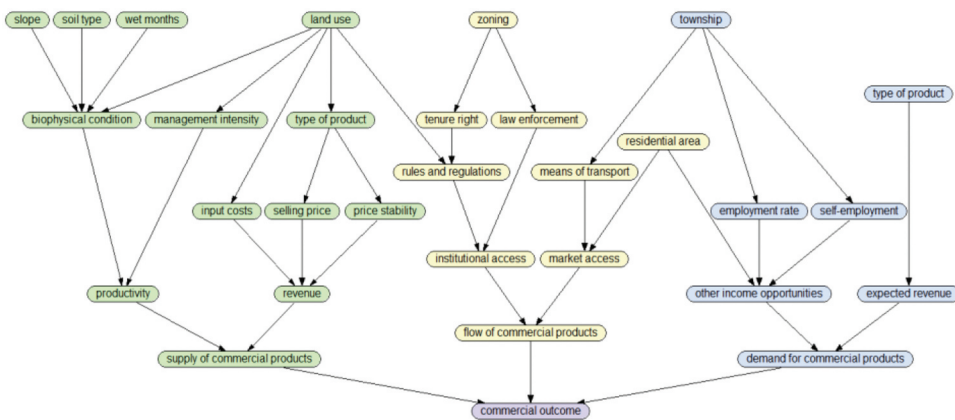 slope
soil type
wet months
land use
zoning
township
type of product
biophysical condition
management intensity
type of product
tenure right
law enforcement
residential area
rules and regulations
means of transport
input costs
selling price
price stability
employment rate
self-employment
institutional access
market access
productivity
revenue
other income opportunities
expected revenue
flow of commercial products
supply of commercial products
demand for commercial products
commercial outcome